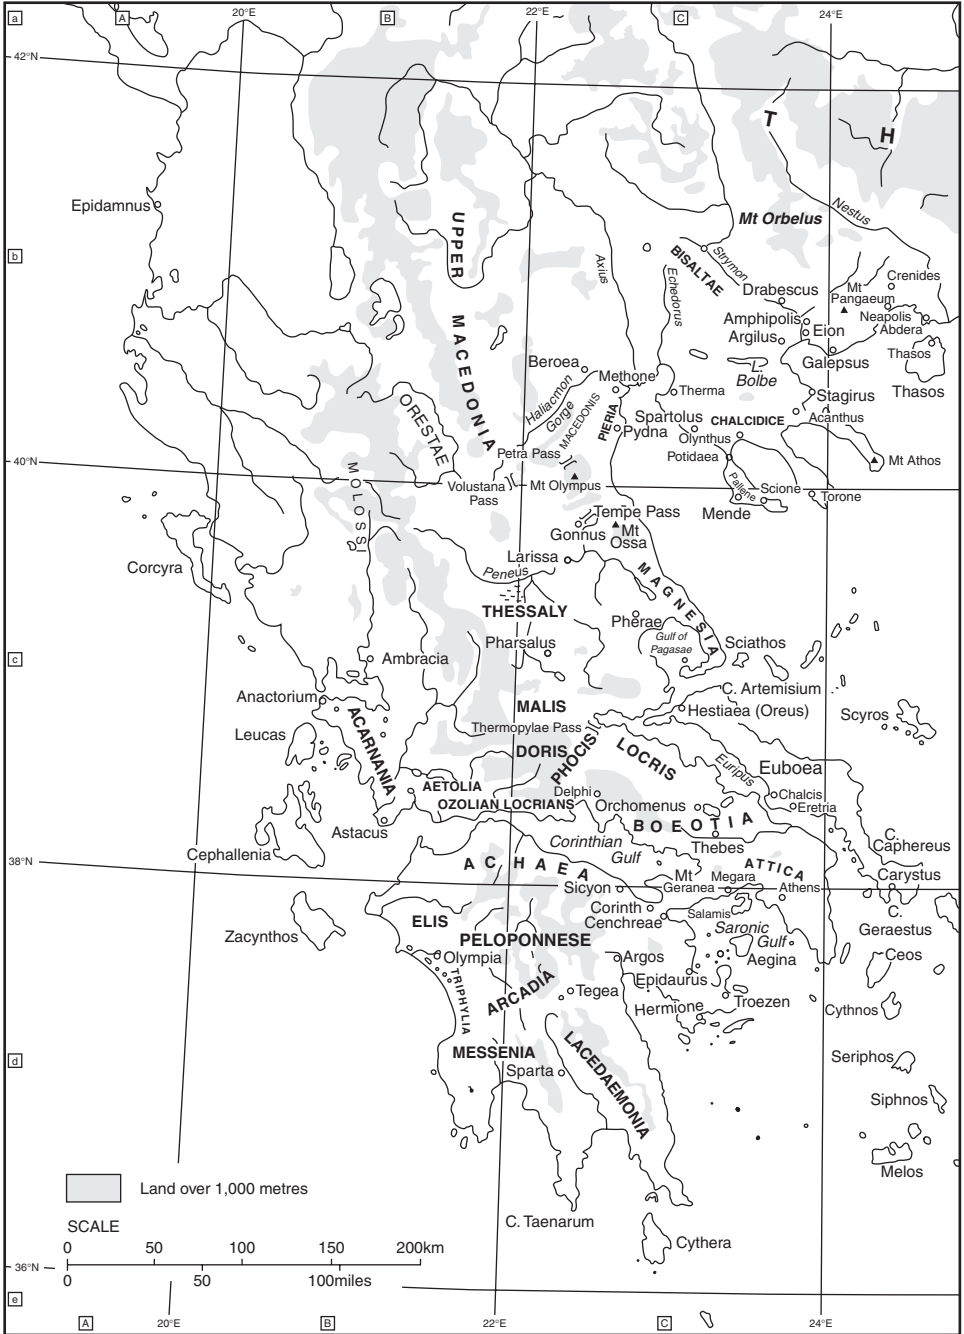 a
A
20°E
B
22°E
C
24°E
42°N
T
H
Epidamnus
UPPER
MACEDONIA
Mt Orbelus
Nestus
b
BISALTAE
Strymon
Axius
Echedorus
Drabescus
Crenides
Mt
Pangaeum
Neapolis
Abdera
Amphipolis
Eion
Argilus
Galepsus
Thasos
Thasos
L.
Bolbe
Beroea
Methone
Therma
Stagirus
Haliacmon
Gorge
MACEDONIS
PIERIA
Spartolus
CHALCIDICE
Acanthus
ORESTAE
Pydna
Olynthus
Petra Pass
Potidaea
Mt Athos
40°N
MOLOSSI
Volustana
Pass
Mt Olympus
Pallene
Scione
Torone
Mende
Tempe Pass
Gonnus
Mt
Ossa
Larissa
Corcyra
Peneus
MAGNESIA
THESSALY
Pherae
Pharsalus
Gulf of
Pagasae
Sciathos
c
Ambracia
C. Artemisium
Anactorium
MALIS
Hestiaea (Oreus)
Scyros
Leucas
ACARNANIA
Thermopylae Pass
DORIS
PHOCIS
LOCRIS
Euripus
Euboea
AETOLIA
Delphi
Chalcis
OZOLIAN LOCRIANS
Orchomenus
Eretria
Astacus
BOEOTIA
Corinthian
Gulf
Thebes
C.
Caphereus
Cephallenia
38°N
ACHAEA
Mt
Geranea
Megara
ATTICA
Carystus
Sicyon
Athens
Corinth
Salamis
C.
Geraestus
ELIS
Cenchreae
Saronic
Gulf
Zacynthos
PELOPONNESE
Olympia
Argos
Aegina
Ceos
TRIPHYLIA
ARCADIA
Epidaurus
Tegea
Hermione
Troezen
Cythnos
MESSENIA
LACEDAEMONIA
d
Sparta
Seriphos
Siphnos
Melos
Land over 1,000 metres
SCALE
C. Taenarum
0 50 100 150 200km
0 50 100miles
Cythera
36°N
e
A
20°E
B
22°E
C
24°E